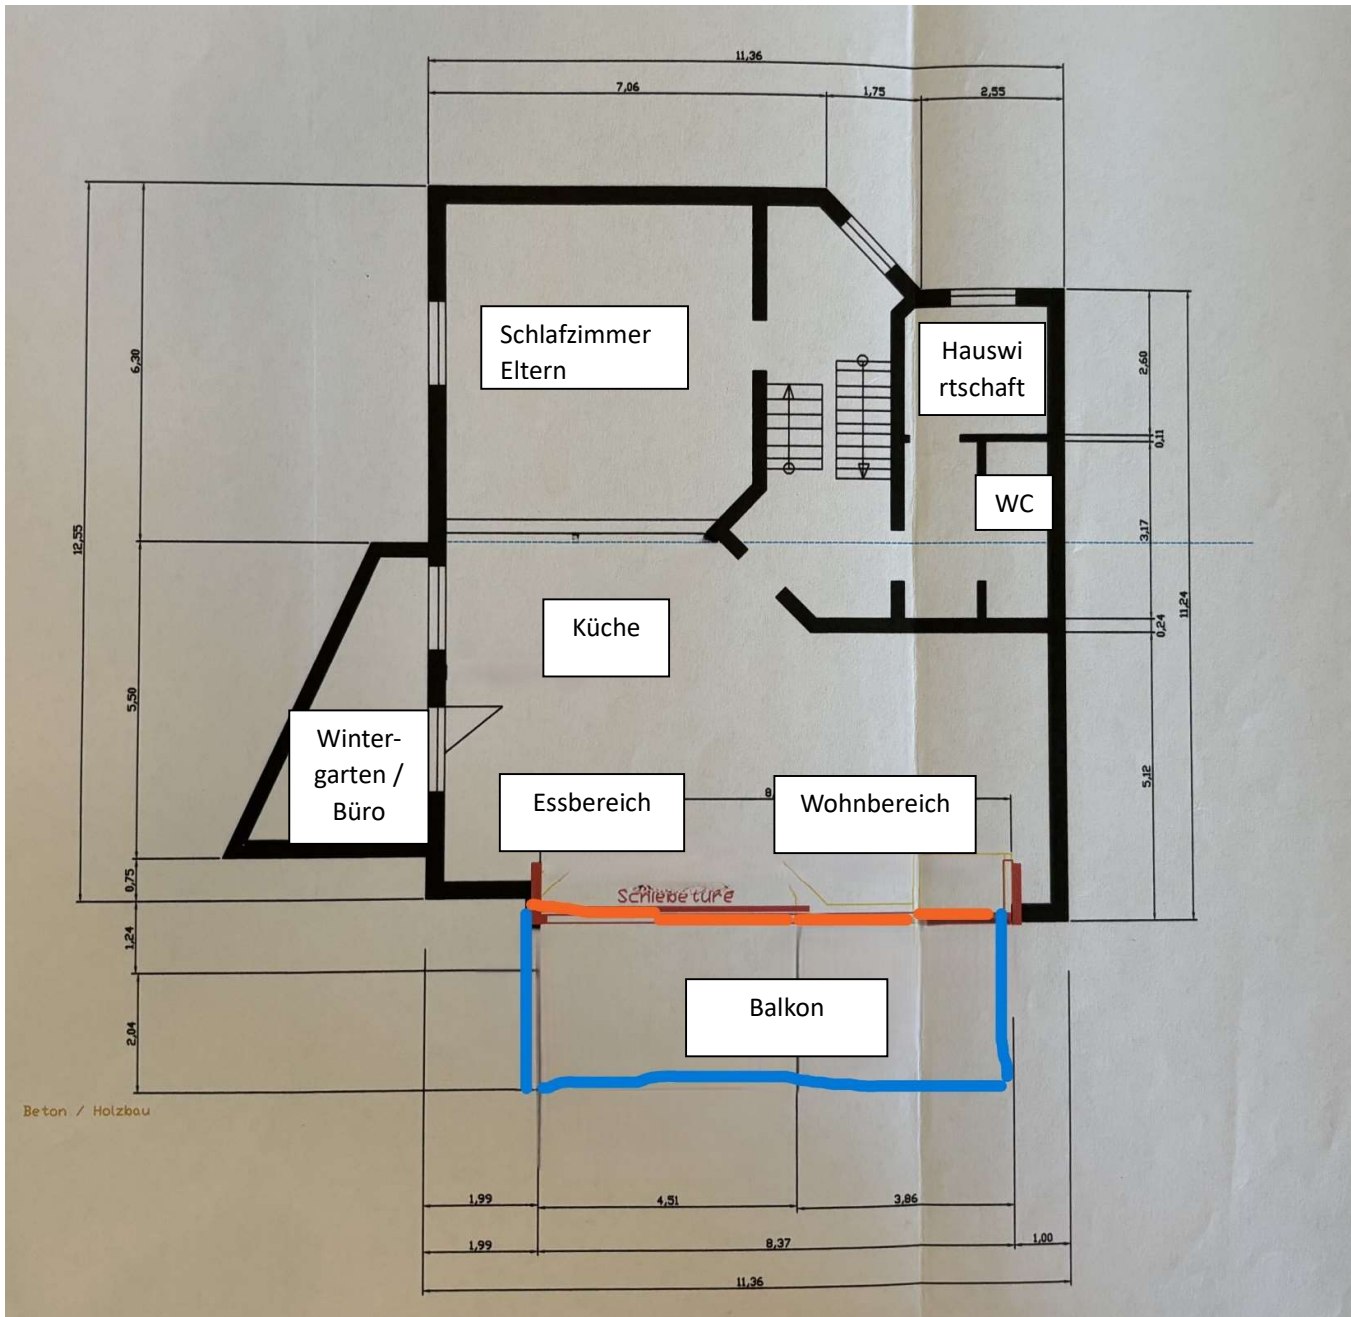 11,36
7,06
1,75
2,55
Schlafzimmer
Eltern
Hauswi
rtschaft
6,30
2,60
0,11
WC
12,55
3,17
11,24
0,24
Küche
5,50
Winter-
garten /
Büro
Essbereich
8,
Wohnbereich
5,12
0,75
Schiebetüre
1,24
Balkon
2,04
Beton / Holzbau
1,99
4,51
3,86
1,99
8,37
1,00
11,36